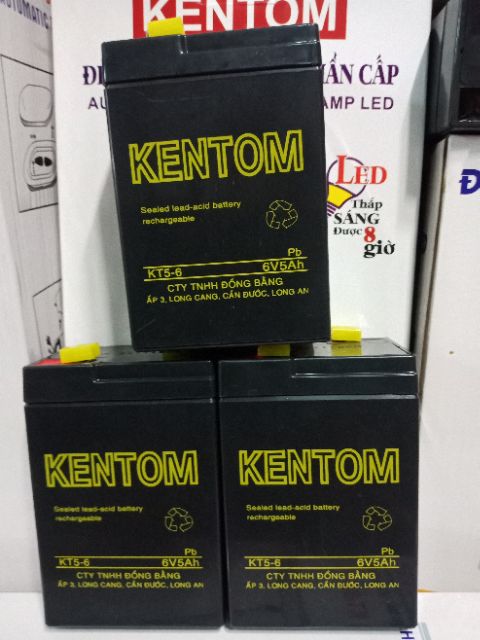 AUTOMATIC
KENTOM
ẨN CẤP
AMP LED
LED
Thắp
SÁNG
Được 8
giờ
KENTOM
Sealed lead-acid battery
rechargeable
Pb
KT5-6 6V5Ah
CTY TNHH ĐỒNG BẰNG
ẤP 3, LONG CANG, CẦN ĐƯỚC, LONG AN
KENTOM
Sealed lead-acid battery
rechargeable
Pb
KT5-6 6V5Ah
CTY TNHH ĐỒNG BẰNG
ẤP 3, LONG CANG, CẦN ĐƯỚC, LONG AN
KENTOM
Sealed lead-acid battery
rechargeable
Pb
KT5-6 6V5Ah
CTY TNHH ĐỒNG BẰNG
ẤP 3, LONG CANG, CẦN ĐƯỚC, LONG AN